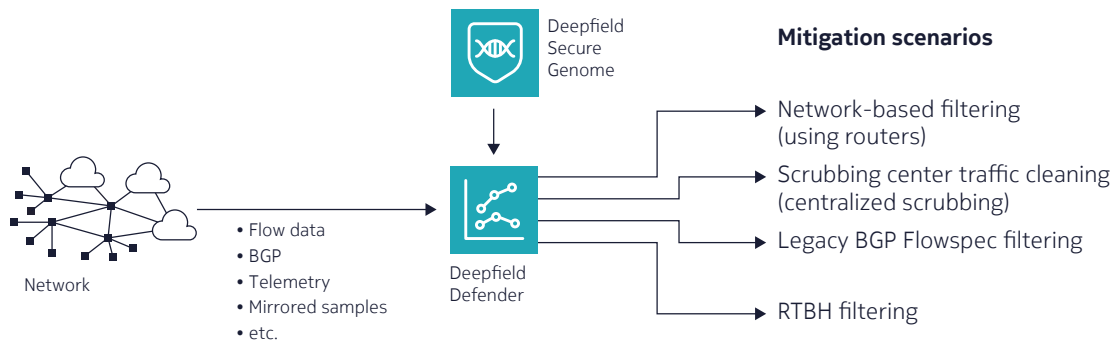 Deepfield
Secure
Genome
Mitigation scenarios
Network-based filtering
(using routers)
Scrubbing center traffic cleaning
(centralized scrubbing)
Legacy BGP Flowspec filtering
RTBH filtering
Network
• Flow data
• BGP
• Telemetry
• Mirrored samples
• etc.
Deepfield
Defender